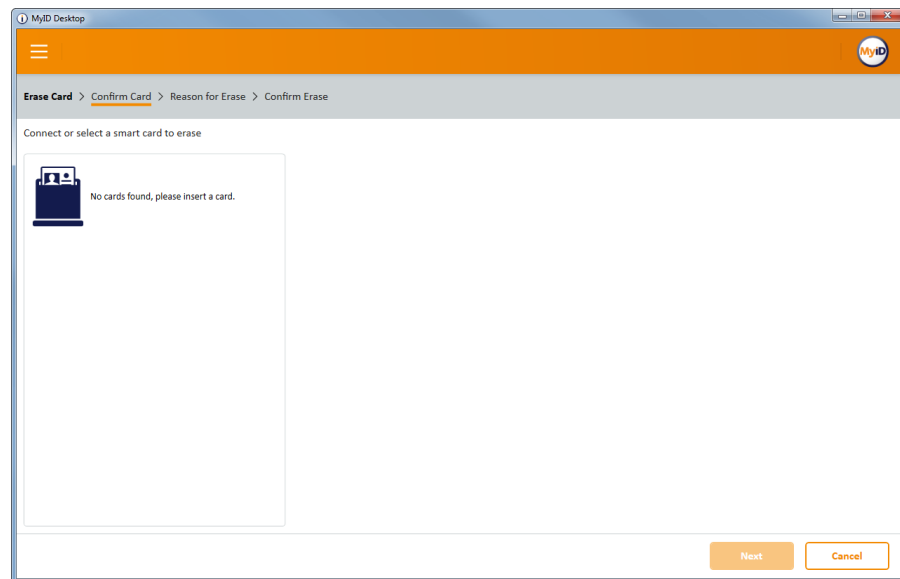 MyID Desktop
MyiD
Erase Card > Confirm Card > Reason for Erase > Confirm Erase
Connect or select a smart card to erase
No cards found, please insert a card.
Next
Cancel